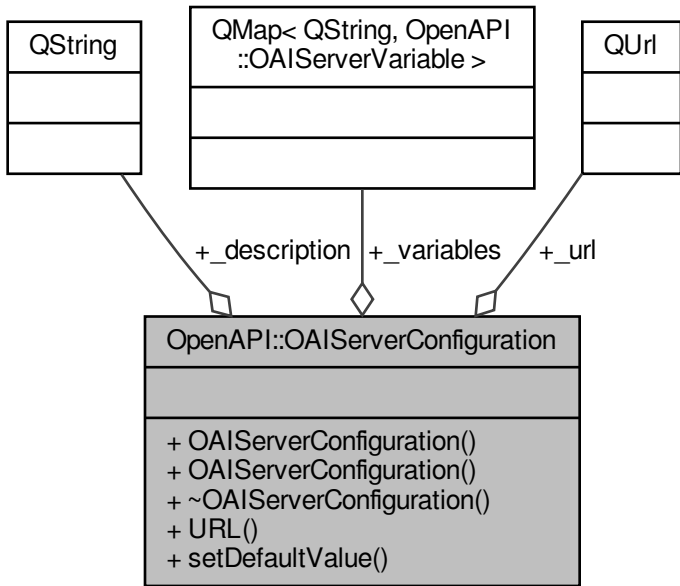 QString
QMap< QString, OpenAPI
::OAIServerVariable >
QUrl
+_description
+_variables
+_url
OpenAPI::OAIServerConfiguration
+ OAIServerConfiguration()
+ OAIServerConfiguration()
+ ~OAIServerConfiguration()
+ URL()
+ setDefaultValue()